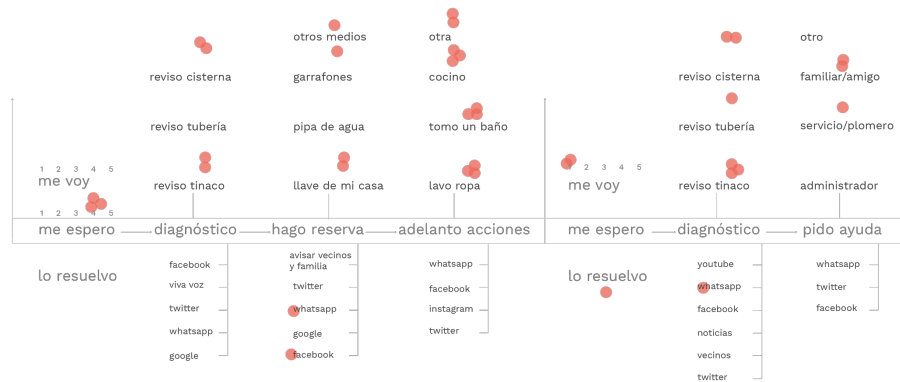 otros medios
otra
otro
reviso cisterna
garrafones
cocino
reviso cisterna
familiar/amigo
reviso tubería
pipa de agua
tomo un baño
reviso tubería
servicio/plomero
1 2 3 4 5
me voy
reviso tinaco
llave de mi casa
lavo ropa
1 2 3 4 5
me voy
reviso tinaco
administrador
1 2 3 4 5
me espero
diagnóstico
hago reserva
adelanto acciones
me espero
diagnóstico
pido ayuda
lo resuelvo
facebook
viva voz
twitter
whatsapp
google
avisar vecinos
y familia
twitter
whatsapp
google
facebook
whatsapp
facebook
instagram
twitter
lo resuelvo
youtube
whatsapp
facebook
noticias
vecinos
twitter
whatsapp
twitter
facebook